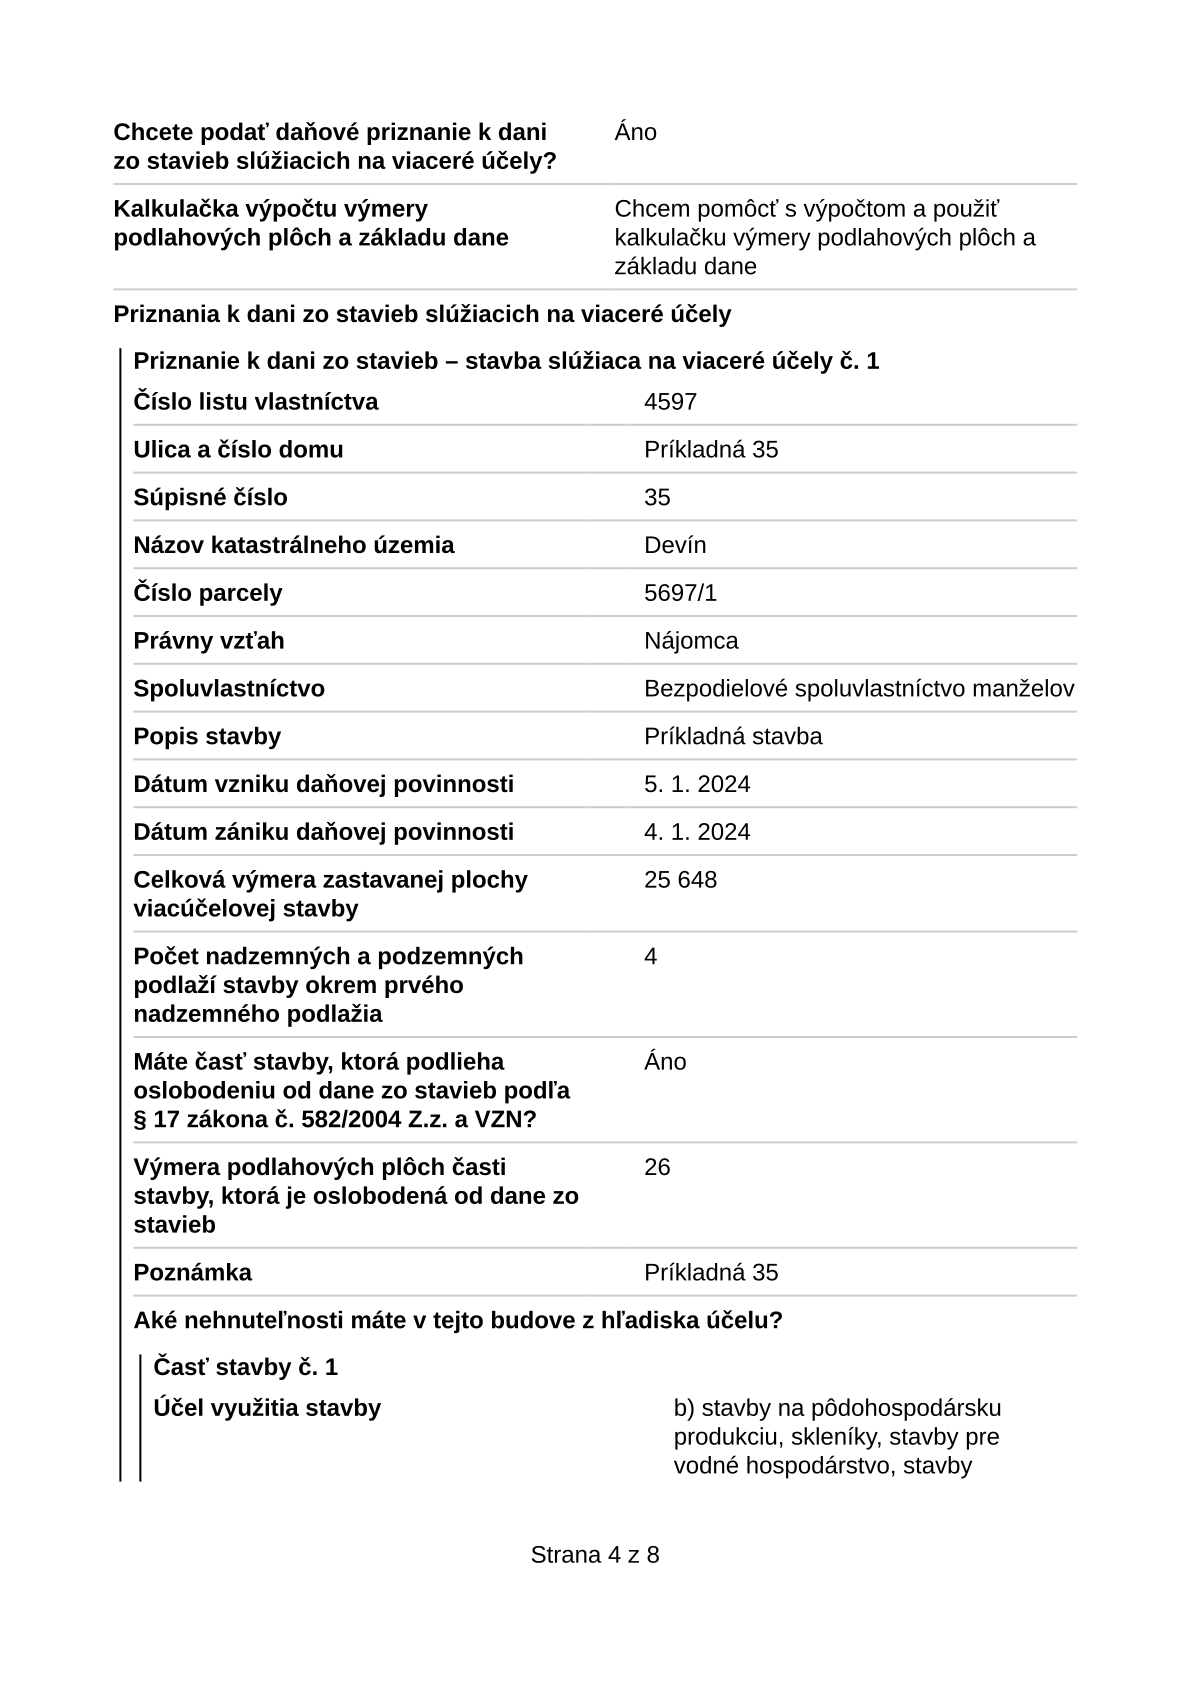 Chcete podať daňové priznanie k dani
zo stavieb slúžiacich na viaceré účely?
Áno
Kalkulačka výpočtu výmery
podlahových plôch a základu dane
Chcem pomôcť s výpočtom a použiť
kalkulačku výmery podlahových plôch a
základu dane
Priznania k dani zo stavieb slúžiacich na viaceré účely
Priznanie k dani zo stavieb – stavba slúžiaca na viaceré účely č. 1
Číslo listu vlastníctva
4597
Ulica a číslo domu
Príkladná 35
Súpisné číslo
35
Názov katastrálneho územia
Devín
Číslo parcely
5697/1
Právny vzťah
Nájomca
Spoluvlastníctvo
Bezpodielové spoluvlastníctvo manželov
Popis stavby
Príkladná stavba
Dátum vzniku daňovej povinnosti
5. 1. 2024
Dátum zániku daňovej povinnosti
4. 1. 2024
Celková výmera zastavanej plochy
viacúčelovej stavby
25 648
Počet nadzemných a podzemných
podlaží stavby okrem prvého
nadzemného podlažia
4
Máte časť stavby, ktorá podlieha
oslobodeniu od dane zo stavieb podľa
§ 17 zákona č. 582/2004 Z.z. a VZN?
Áno
Výmera podlahových plôch časti
stavby, ktorá je oslobodená od dane zo
stavieb
26
Poznámka
Príkladná 35
Aké nehnuteľnosti máte v tejto budove z hľadiska účelu?
Časť stavby č. 1
Účel využitia stavby
b) stavby na pôdohospodársku
produkciu, skleníky, stavby pre
vodné hospodárstvo, stavby
Strana 4 z 8